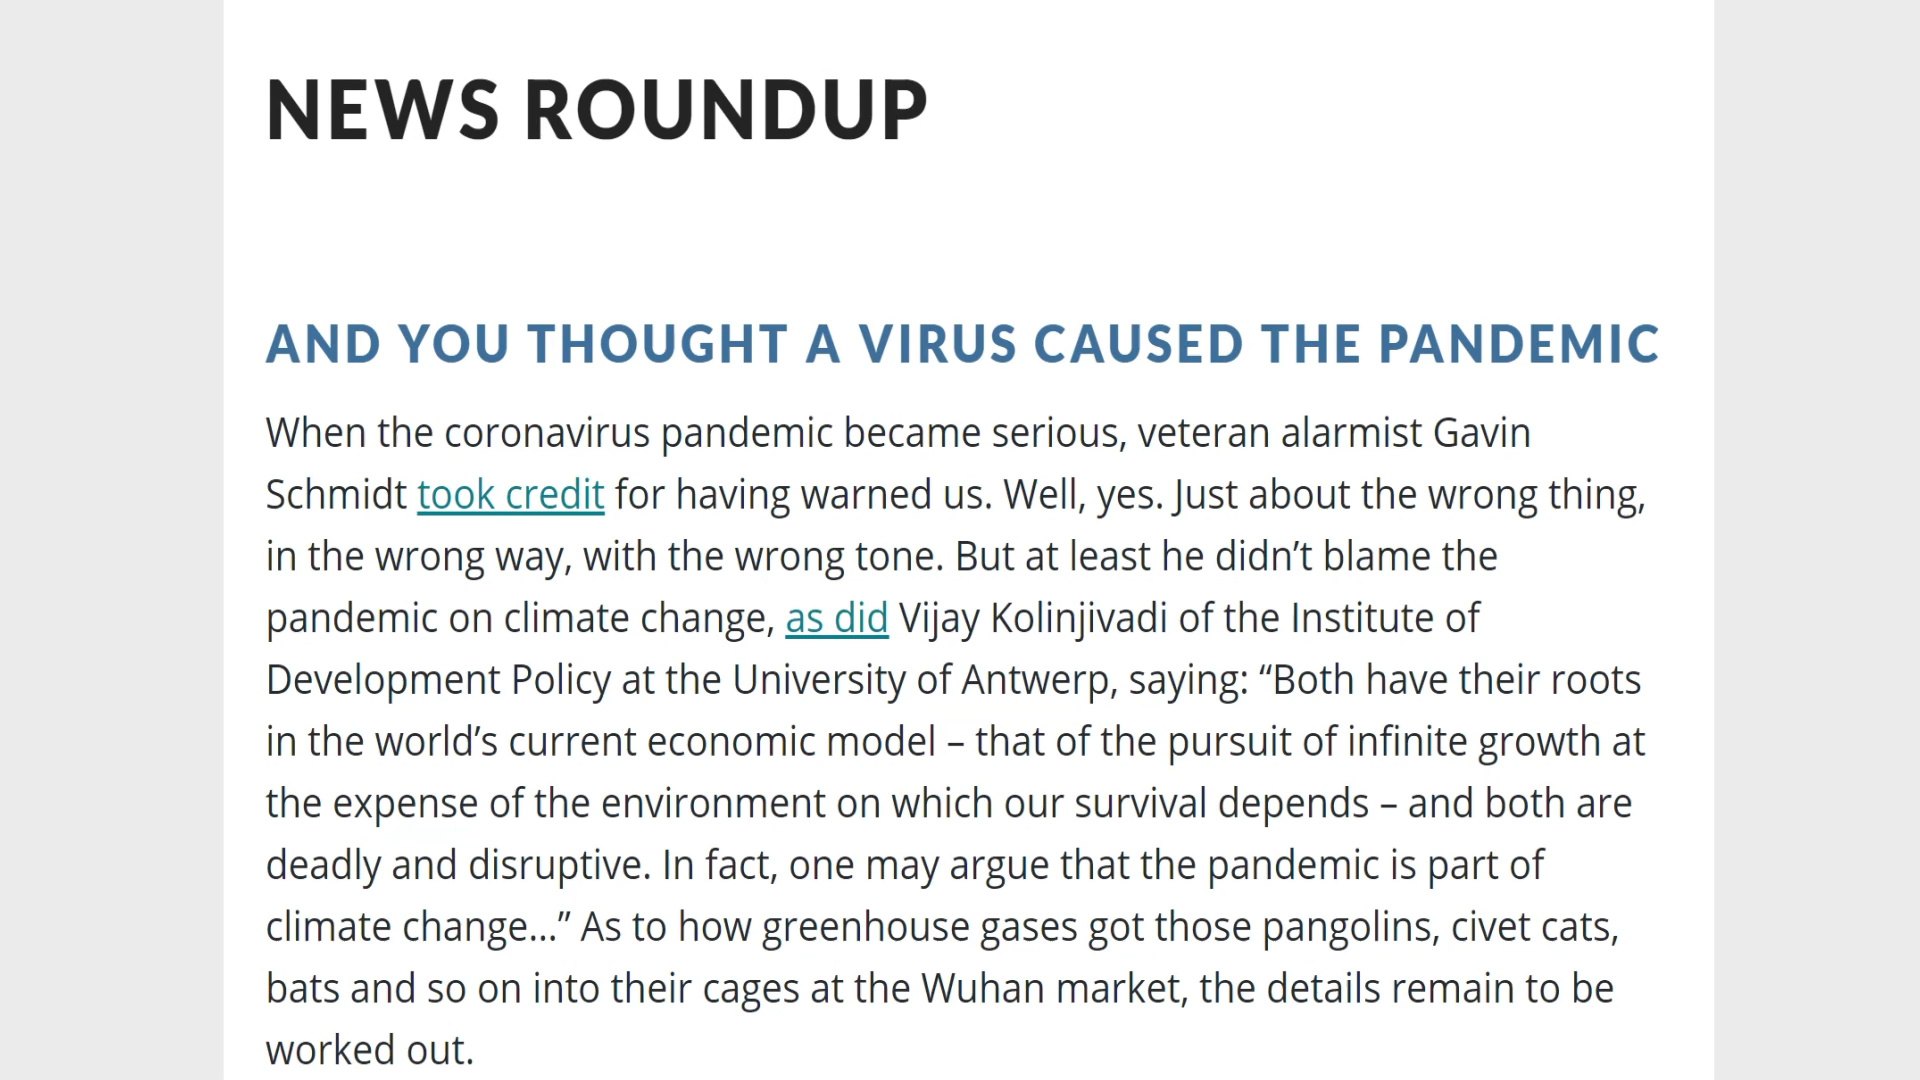 NEWS ROUNDUP
AND YOU THOUGHT A VIRUS CAUSED THE PANDEMIC
When the coronavirus pandemic became serious, veteran alarmist Gavin
Schmidt took credit for having warned us. Well, yes. Just about the wrong thing,
in the wrong way, with the wrong tone. But at least he didn’t blame the
pandemic on climate change, as did Vijay Kolinjivadi of the Institute of
Development Policy at the University of Antwerp, saying: “Both have their roots
in the world’s current economic model – that of the pursuit of infinite growth at
the expense of the environment on which our survival depends – and both are
deadly and disruptive. In fact, one may argue that the pandemic is part of
climate change…” As to how greenhouse gases got those pangolins, civet cats,
bats and so on into their cages at the Wuhan market, the details remain to be
worked out.